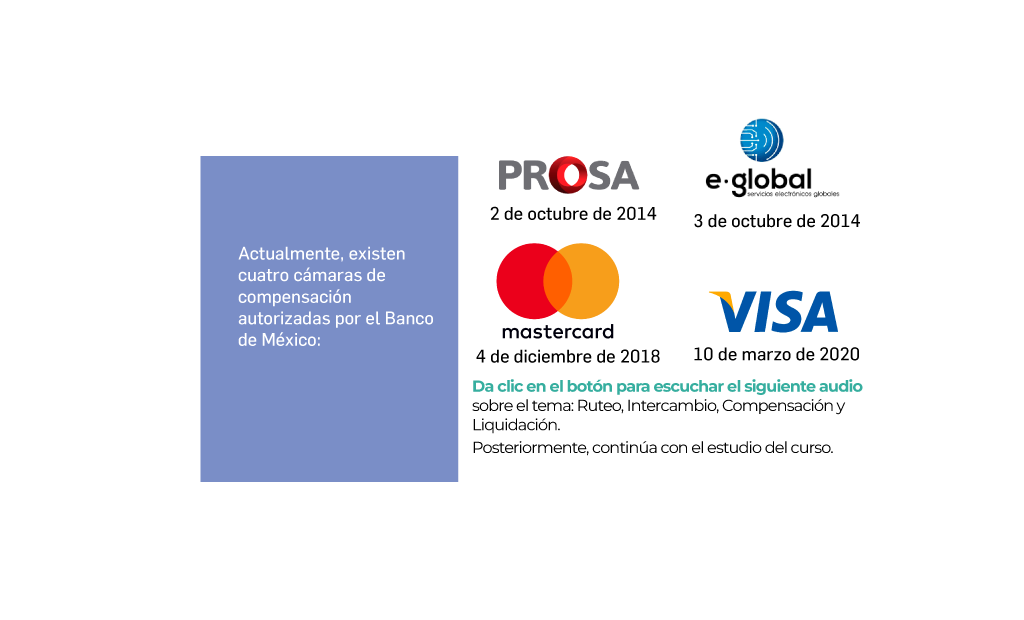 Actualmente, existen
cuatro cámaras de
compensación
autorizadas por el Banco
de México:
PROSA
2 de octubre de 2014
e·global
servicios electrónicos globales
3 de octubre de 2014
mastercard
4 de diciembre de 2018
VISA
10 de marzo de 2020
Da clic en el botón para escuchar el siguiente audio
sobre el tema: Ruteo, Intercambio, Compensación y
Liquidación.
Posteriormente, continúa con el estudio del curso.